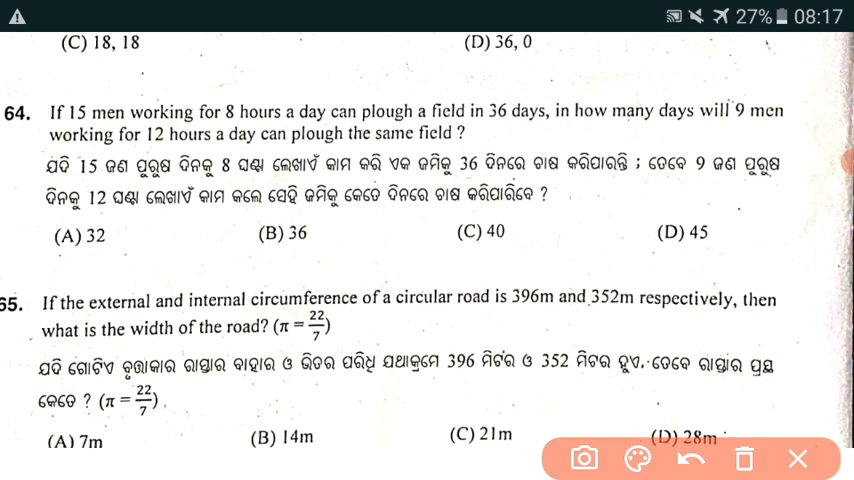 27% 08:17
(C) 18, 18 (D) 36, 0
64. If 15 men working for 8 hours a day can plough a field in 36 days, in how many days will 9 men
working for 12 hours a day can plough the same field ?
ଯଦି 15 ଜଣ ପୁରୁଷ ଦିନକୁ 8 ଘଣ୍ଟା ଲେଖାଏଁ କାମ କରି ଏକ ଜମିକୁ 36 ଦିନରେ ଚାଷ କରିପାରନ୍ତି ; ତେବେ 9 ଜଣ ପୁରୁଷ
ଦିନକୁ 12 ଘଣ୍ଟା ଲେଖାଏଁ କାମ କଲେ ସେହି ଜମିକୁ କେତେ ଦିନରେ ଚାଷ କରିପାରିବେ ?
(A) 32 (B) 36 (C) 40 (D) 45
65. If the external and internal circumference of a circular road is 396m and 352m respectively, then
what is the width of the road? (π = 22/7)
ଯଦି ଗୋଟିଏ ବୃତ୍ତାକାର ରାସ୍ତାର ବାହାର ଓ ଭିତର ପରିଧି ଯଥାକ୍ରମେ 396 ମିଟର ଓ 352 ମିଟର ହୁଏ, ତେବେ ରାସ୍ତାର ପ୍ରସ୍ଥ
କେତେ ? (π = 22/7)
(A) 7m (B) 14m (C) 21m (D) 28m